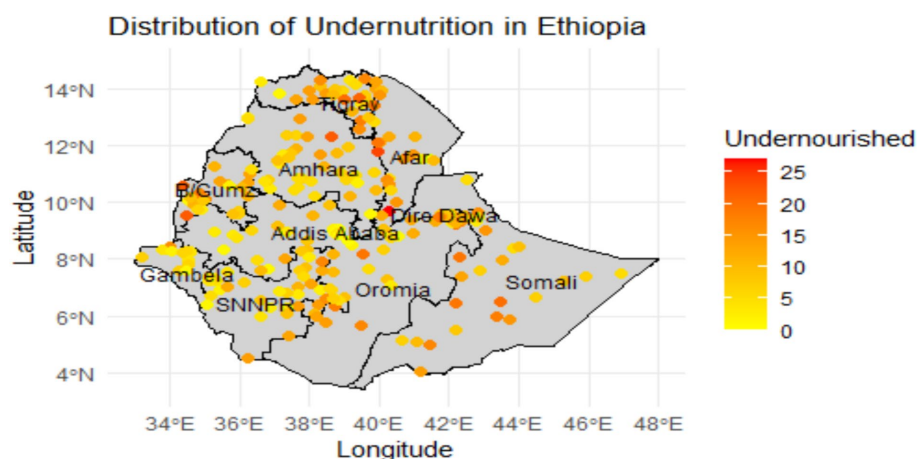 Distribution of Undernutrition in Ethiopia
14°N
12°N
10°N
8°N
6°N
4°N
Latitude
Tigray
Afar
Amhara
B/Gumz
Dire Dawa
Addis Ababa
Gambela
SNNPR
Oromia
Somali
34°E 36°E 38°E 40°E 42°E 44°E 46°E 48°E
Longitude
Undernourished
25
20
15
10
5
0